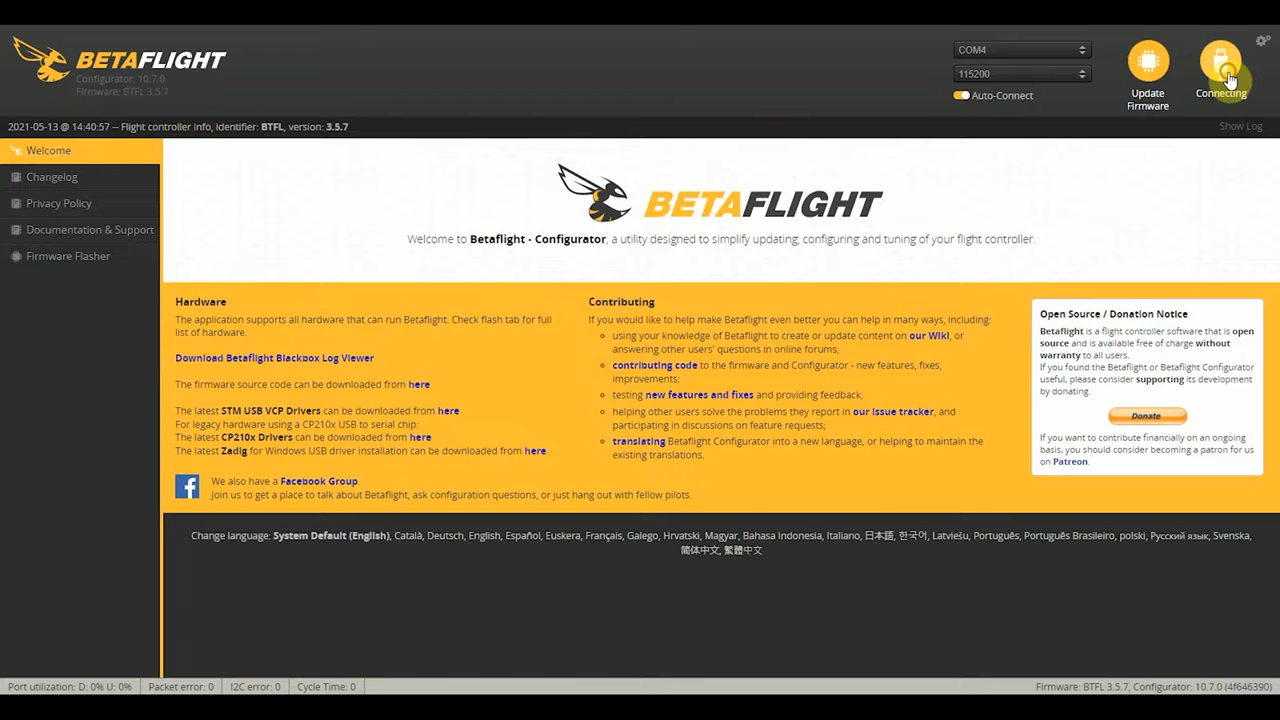 BETAFLIGHT
Configurator: 10.7.0
Firmware: BTFL 3.5.7
COM4
115200
Auto-Connect
Update
Firmware
Connecting
2021-05-13 @ 14:40:57 -- Flight controller info, identifier: BTFL, version: 3.5.7
Show Log
Welcome
Changelog
Privacy Policy
Documentation & Support
Firmware Flasher
BETAFLIGHT
Welcome to Betaflight - Configurator, a utility designed to simplify updating, configuring and tuning of your flight controller.
Hardware
The application supports all hardware that can run Betaflight. Check flash tab for full
list of hardware.
Download Betaflight Blackbox Log Viewer
The firmware source code can be downloaded from here
The latest STM USB VCP Drivers can be downloaded from here
For legacy hardware using a CP210x USB to serial chip:
The latest CP210x Drivers can be downloaded from here
The latest Zadig for Windows USB driver installation can be downloaded from here
We also have a Facebook Group.
Join us to get a place to talk about Betaflight, ask configuration questions, or just hang out with fellow pilots.
Contributing
If you would like to help make Betaflight even better you can help in many ways, including:
using your knowledge of Betaflight to create or update content on our Wiki, or
answering other users' questions in online forums;
contributing code to the firmware and Configurator - new features, fixes,
improvements;
testing new features and fixes and providing feedback;
helping other users solve the problems they report in our issue tracker, and
participating in discussions on feature requests;
translating Betaflight Configurator into a new language, or helping to maintain the
existing translations.
Open Source / Donation Notice
Betaflight is a flight controller software that is open
source and is available free of charge without
warranty to all users.
If you found the Betaflight or Betaflight Configurator
useful, please consider supporting its development
by donating.
Donate
If you want to contribute financially on an ongoing
basis, you should consider becoming a patron for us
on Patreon.
Change language: System Default (English), Català, Deutsch, English, Español, Euskera, Français, Galego, Hrvatski, Magyar, Bahasa Indonesia, Italiano, 日本語, 한국어, Latviešu, Português, Português Brasileiro, polski, Русский язык, Svenska,
简体中文, 繁體中文
Port utilization: D: 0% U: 0%
Packet error: 0
I2C error: 0
Cycle Time: 0
Firmware: BTFL 3.5.7, Configurator: 10.7.0 (4f646390)